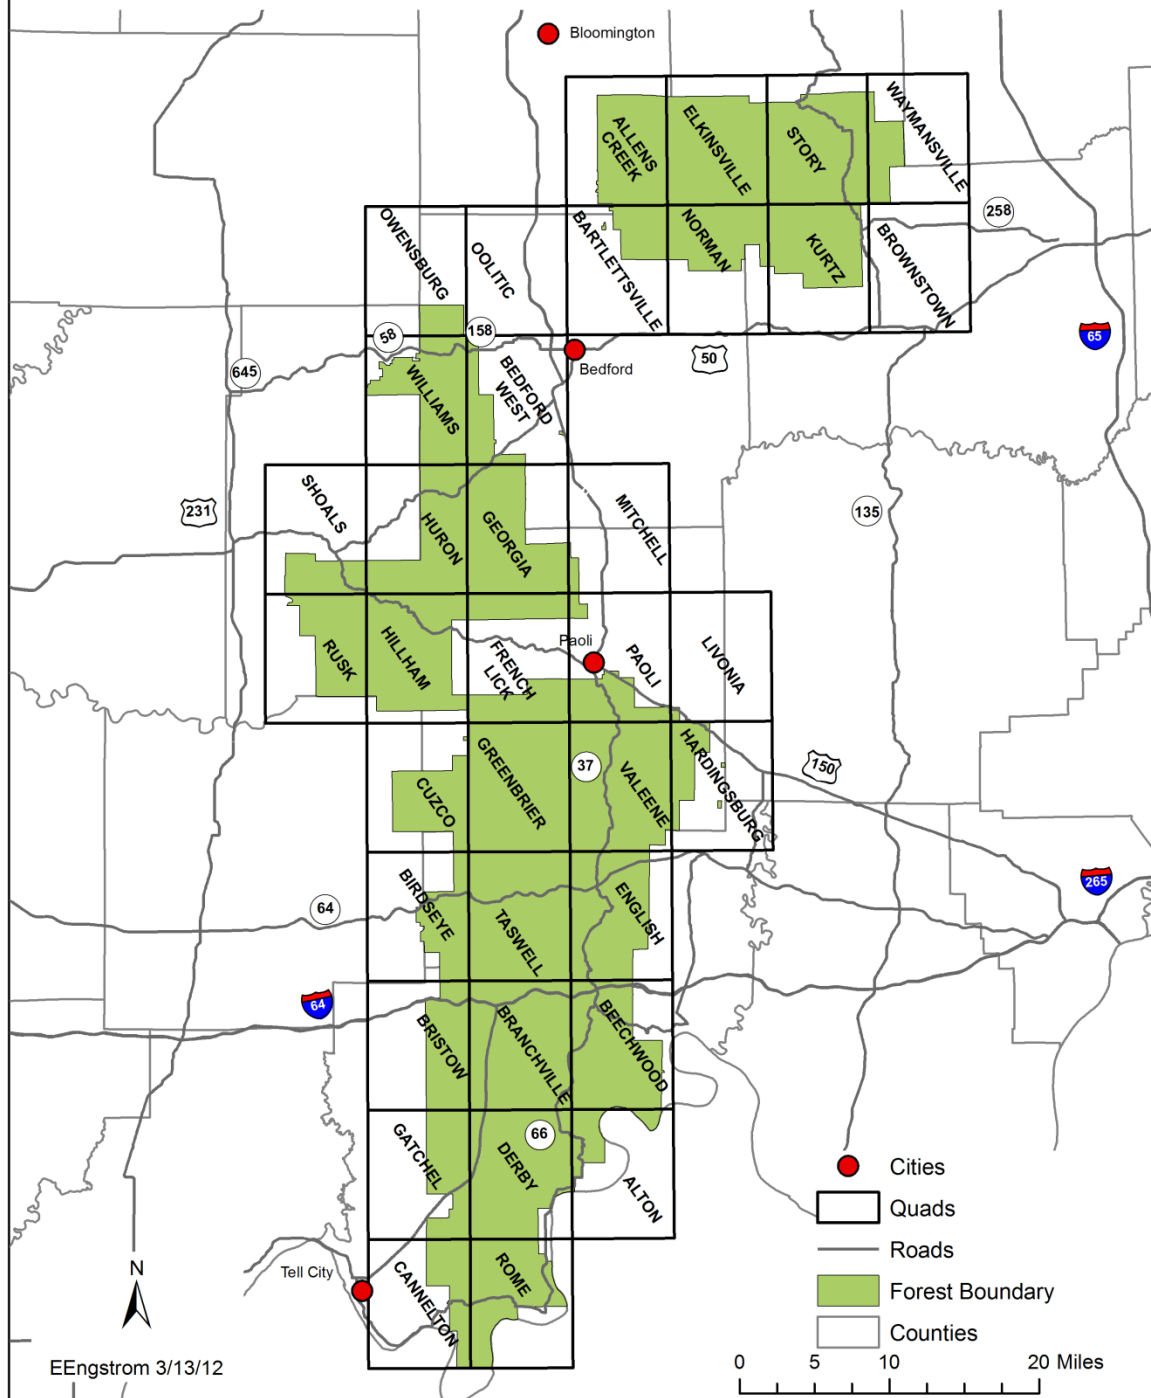 Bloomington
ALLENS
CREEK
ELKINSVILLE
STORY
WAYMANSVILLE
258
OWENSBURG
OOLITIC
BARTLETTSVILLE
NORMAN
KURTZ
BROWNSTOWN
58
158
65
50
645
Bedford
WILLIAMS
BEDFORD
WEST
231
SHOALS
HURON
GEORGIA
MITCHELL
135
Paoli
RUSK
HILLHAM
FRENCH
LICK
PAOLI
LIVONIA
37
150
CUZCO
GREENBRIER
VALEENE
HARDINGSBURG
265
64
BIRDSEYE
TASWELL
ENGLISH
64
BRISTOW
BRANCHVILLE
BEECHWOOD
66
GATCHEL
DERBY
ALTON
Tell City
CANNELTON
ROME
N
Cities
Quads
Roads
Forest Boundary
Counties
EEngstrom 3/13/12
0 5 10 20 Miles